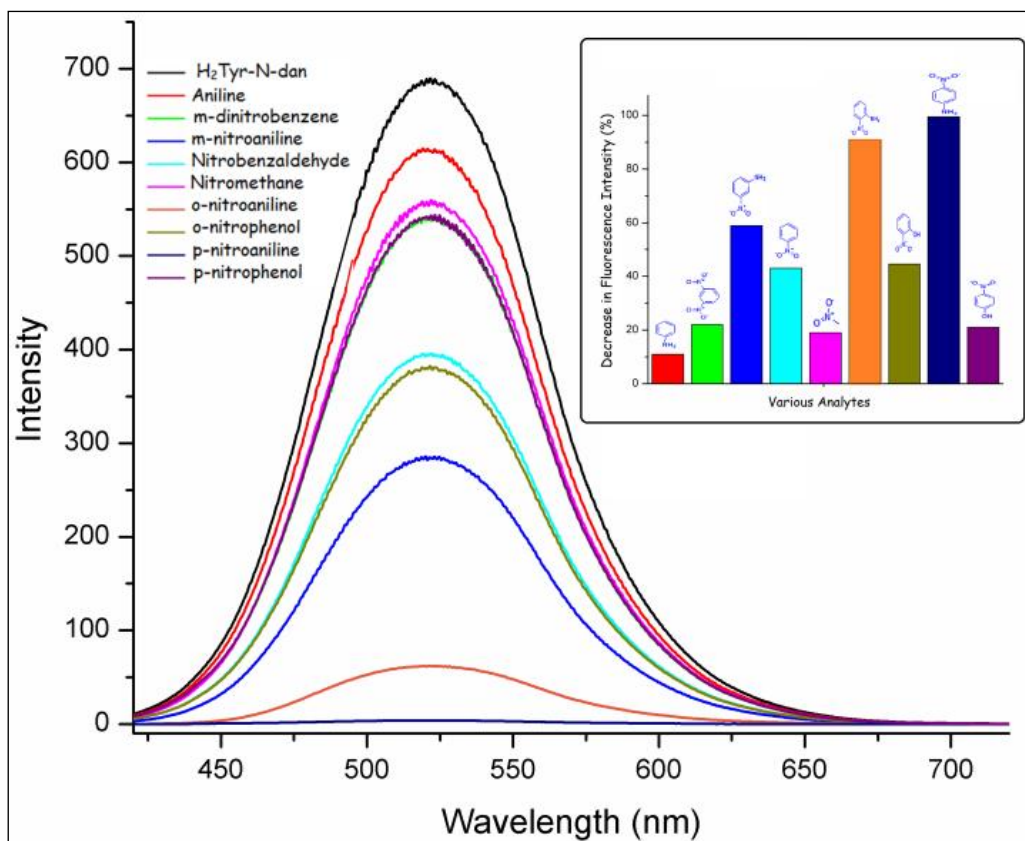 700
600
500
400
300
200
100
0
Intensity
H₂Tyr-N-dan
Aniline
m-dinitrobenzene
m-nitroaniline
Nitrobenzaldehyde
Nitromethane
o-nitroaniline
o-nitrophenol
p-nitroaniline
p-nitrophenol
450 500 550 600 650 700
Wavelength (nm)
Decrease in Fluorescence Intensity (%)
100
80
60
40
20
0
Various Analytes